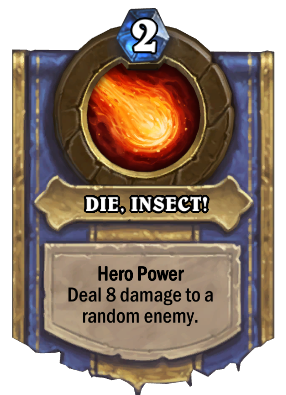 2
DIE, INSECT!
Hero Power
Deal 8 damage to a
random enemy.